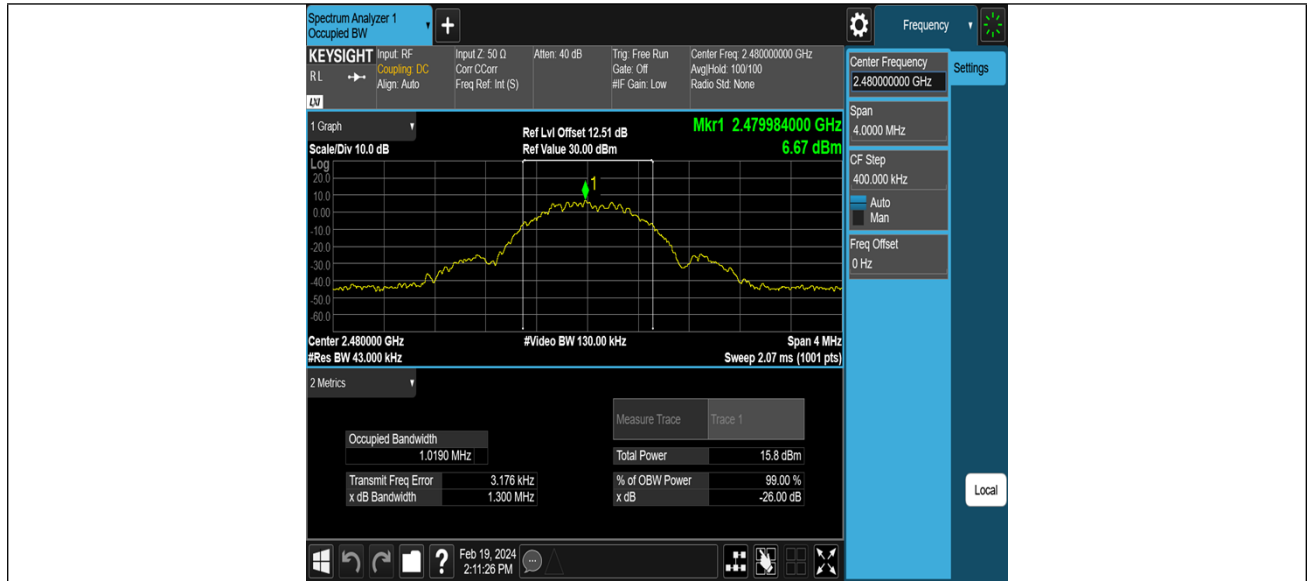 Spectrum Analyzer 1
Occupied BW
+
Frequency
KEYSIGHT
RL
LXI
Input: RF
Coupling: DC
Align: Auto
Input Z: 50 Ω
Corr CCorr
Freq Ref: Int (S)
Atten: 40 dB
Trig: Free Run
Gate: Off
#IF Gain: Low
Center Freq: 2.480000000 GHz
Avg|Hold: 100/100
Radio Std: None
Center Frequency
2.480000000 GHz
Settings
Span
4.0000 MHz
CF Step
400.000 kHz
Auto
Man
Freq Offset
0 Hz
Local
1 Graph
Scale/Div 10.0 dB
Ref Lvl Offset 12.51 dB
Ref Value 30.00 dBm
Mkr1 2.479984000 GHz
6.67 dBm
Log
20.0
10.0
0.00
-10.0
-20.0
-30.0
-40.0
-50.0
-60.0
1
Center 2.480000 GHz
#Video BW 130.00 kHz
Span 4 MHz
#Res BW 43.000 kHz
Sweep 2.07 ms (1001 pts)
2 Metrics
Measure Trace
Trace 1
Occupied Bandwidth
1.0190 MHz
Total Power
15.8 dBm
Transmit Freq Error
3.176 kHz
% of OBW Power
99.00 %
x dB Bandwidth
1.300 MHz
x dB
-26.00 dB
?
Feb 19, 2024
2:11:26 PM